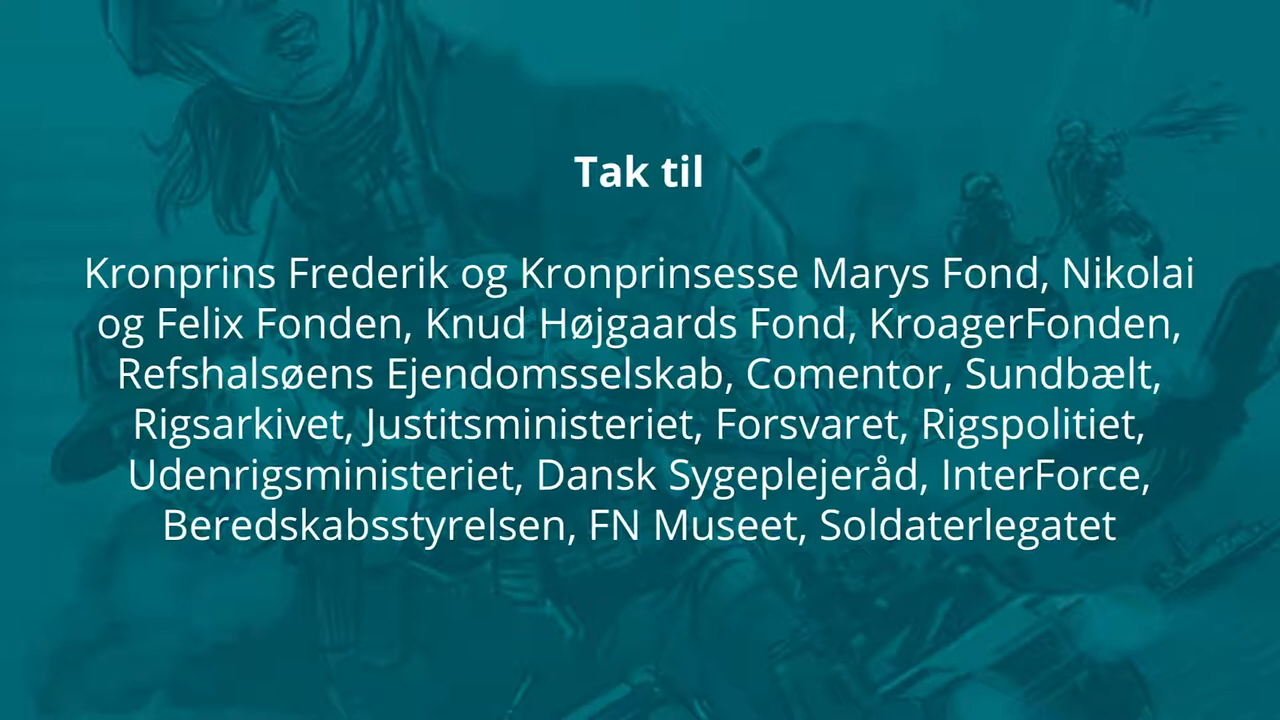 Tak til
Kronprins Frederik og Kronprinsesse Marys Fond, Nikolai
og Felix Fonden, Knud Højgaards Fond, KroagerFonden,
Refshalsøens Ejendomsselskab, Comentor, Sundbælt,
Rigsarkivet, Justitsministeriet, Forsvaret, Rigspolitiet,
Udenrigsministeriet, Dansk Sygeplejeråd, InterForce,
Beredskabsstyrelsen, FN Museet, Soldaterlegatet